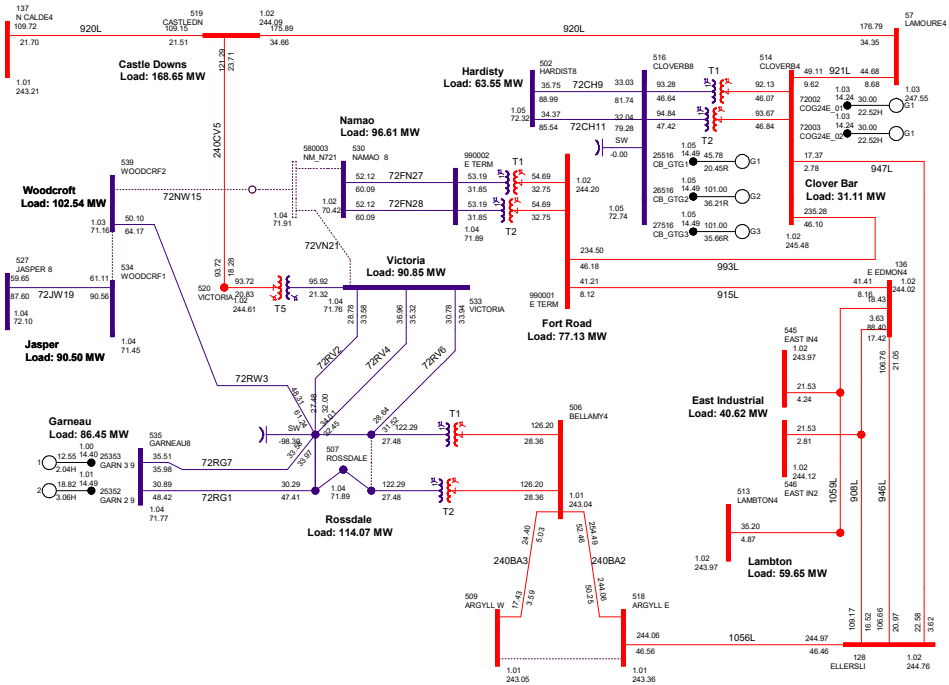 137
N CALDE4
109.72
21.70
1.01
243.21
920L
519
CASTLEDN
109.15
21.51
1.02
244.09
175.89
34.66
Castle Downs
Load: 168.65 MW
121.29
23.71
920L
176.79
34.35
57
LAMOURE4
1.03
247.55
240CV5
Hardisty
Load: 63.55 MW
502
HARDIST8
35.75
88.99
72CH9
33.03
81.74
34.37
85.54
72CH11
32.04
79.28
1.05
72.32
SW
-0.00
516
CLOVERB8
93.28
46.64
94.84
47.42
T1
T2
1.05
72.74
514
CLOVERB4
92.13
46.07
93.67
46.84
49.11
9.62
921L
44.68
8.68
72002
COG24E_01
1.03
14.24
30.00
22.52H
G1
72003
COG24E_02
1.03
14.24
30.00
22.52H
G1
25516
CB_GTG1
1.05
14.49
45.78
20.45R
G1
26516
CB_GTG2
1.05
14.49
101.00
36.21R
G2
27516
CB_GTG3
1.05
14.49
101.00
35.66R
G3
17.37
2.78
947L
Clover Bar
Load: 31.11 MW
235.28
46.10
1.02
245.48
Namao
Load: 96.61 MW
580003
NM_N721
1.04
71.91
530
NAMAO 8
52.12
60.09
72FN27
52.12
60.09
72FN28
1.02
70.42
990002
E TERM
53.19
31.85
53.19
31.85
T1
T2
1.04
71.89
54.69
32.75
54.69
32.75
1.02
244.20
234.50
46.18
993L
41.21
8.12
915L
41.41
8.16
990001
E TERM
Fort Road
Load: 77.13 MW
539
WOODCRF2
Woodcroft
Load: 102.54 MW
1.03
71.16
50.10
64.17
72NW15
72VN21
527
JASPER 8
59.65
87.60
72JW19
61.11
90.56
534
WOODCRF1
1.04
72.10
1.04
71.45
Jasper
Load: 90.50 MW
93.72
18.28
520
VICTORIA
93.72
20.83
1.02
244.61
T5
95.92
21.32
Victoria
Load: 90.85 MW
1.04
71.76
533
VICTORIA
28.78
33.58
36.96
35.32
30.78
33.94
72RV2
72RV4
72RV6
72RW3
48.31
61.24
27.48
32.00
34.01
32.45
28.64
31.52
SW
-98.39
33.58
33.97
Garneau
Load: 86.45 MW
535
GARNEAU8
1
12.55
2.04H
1.00
14.40
25353
GARN 3 9
2
18.82
3.06H
1.01
14.49
25352
GARN 2 9
35.51
35.98
72RG7
30.89
48.42
72RG1
30.29
47.41
1.04
71.77
507
ROSSDALE
1.04
71.89
Rossdale
Load: 114.07 MW
122.29
27.48
122.29
27.48
T1
T2
126.20
28.36
126.20
28.36
506
BELLAMY4
1.01
243.04
24.40
5.03
254.49
52.46
240BA3
240BA2
17.43
3.59
244.06
50.25
509
ARGYLL W
1.01
243.05
518
ARGYLL E
1.01
243.36
244.06
46.56
1056L
244.97
46.46
136
E EDMON4
1.02
244.02
18.43
3.63
88.40
17.42
106.76
21.05
545
EAST IN4
1.02
243.97
21.53
4.24
East Industrial
Load: 40.62 MW
21.53
2.81
1.02
244.12
546
EAST IN2
513
LAMBTON4
35.20
4.87
1.02
243.97
Lambton
Load: 59.65 MW
1059L
908L
946L
109.17
16.52
106.66
20.97
22.58
3.62
128
ELLERSLI
1.02
244.76